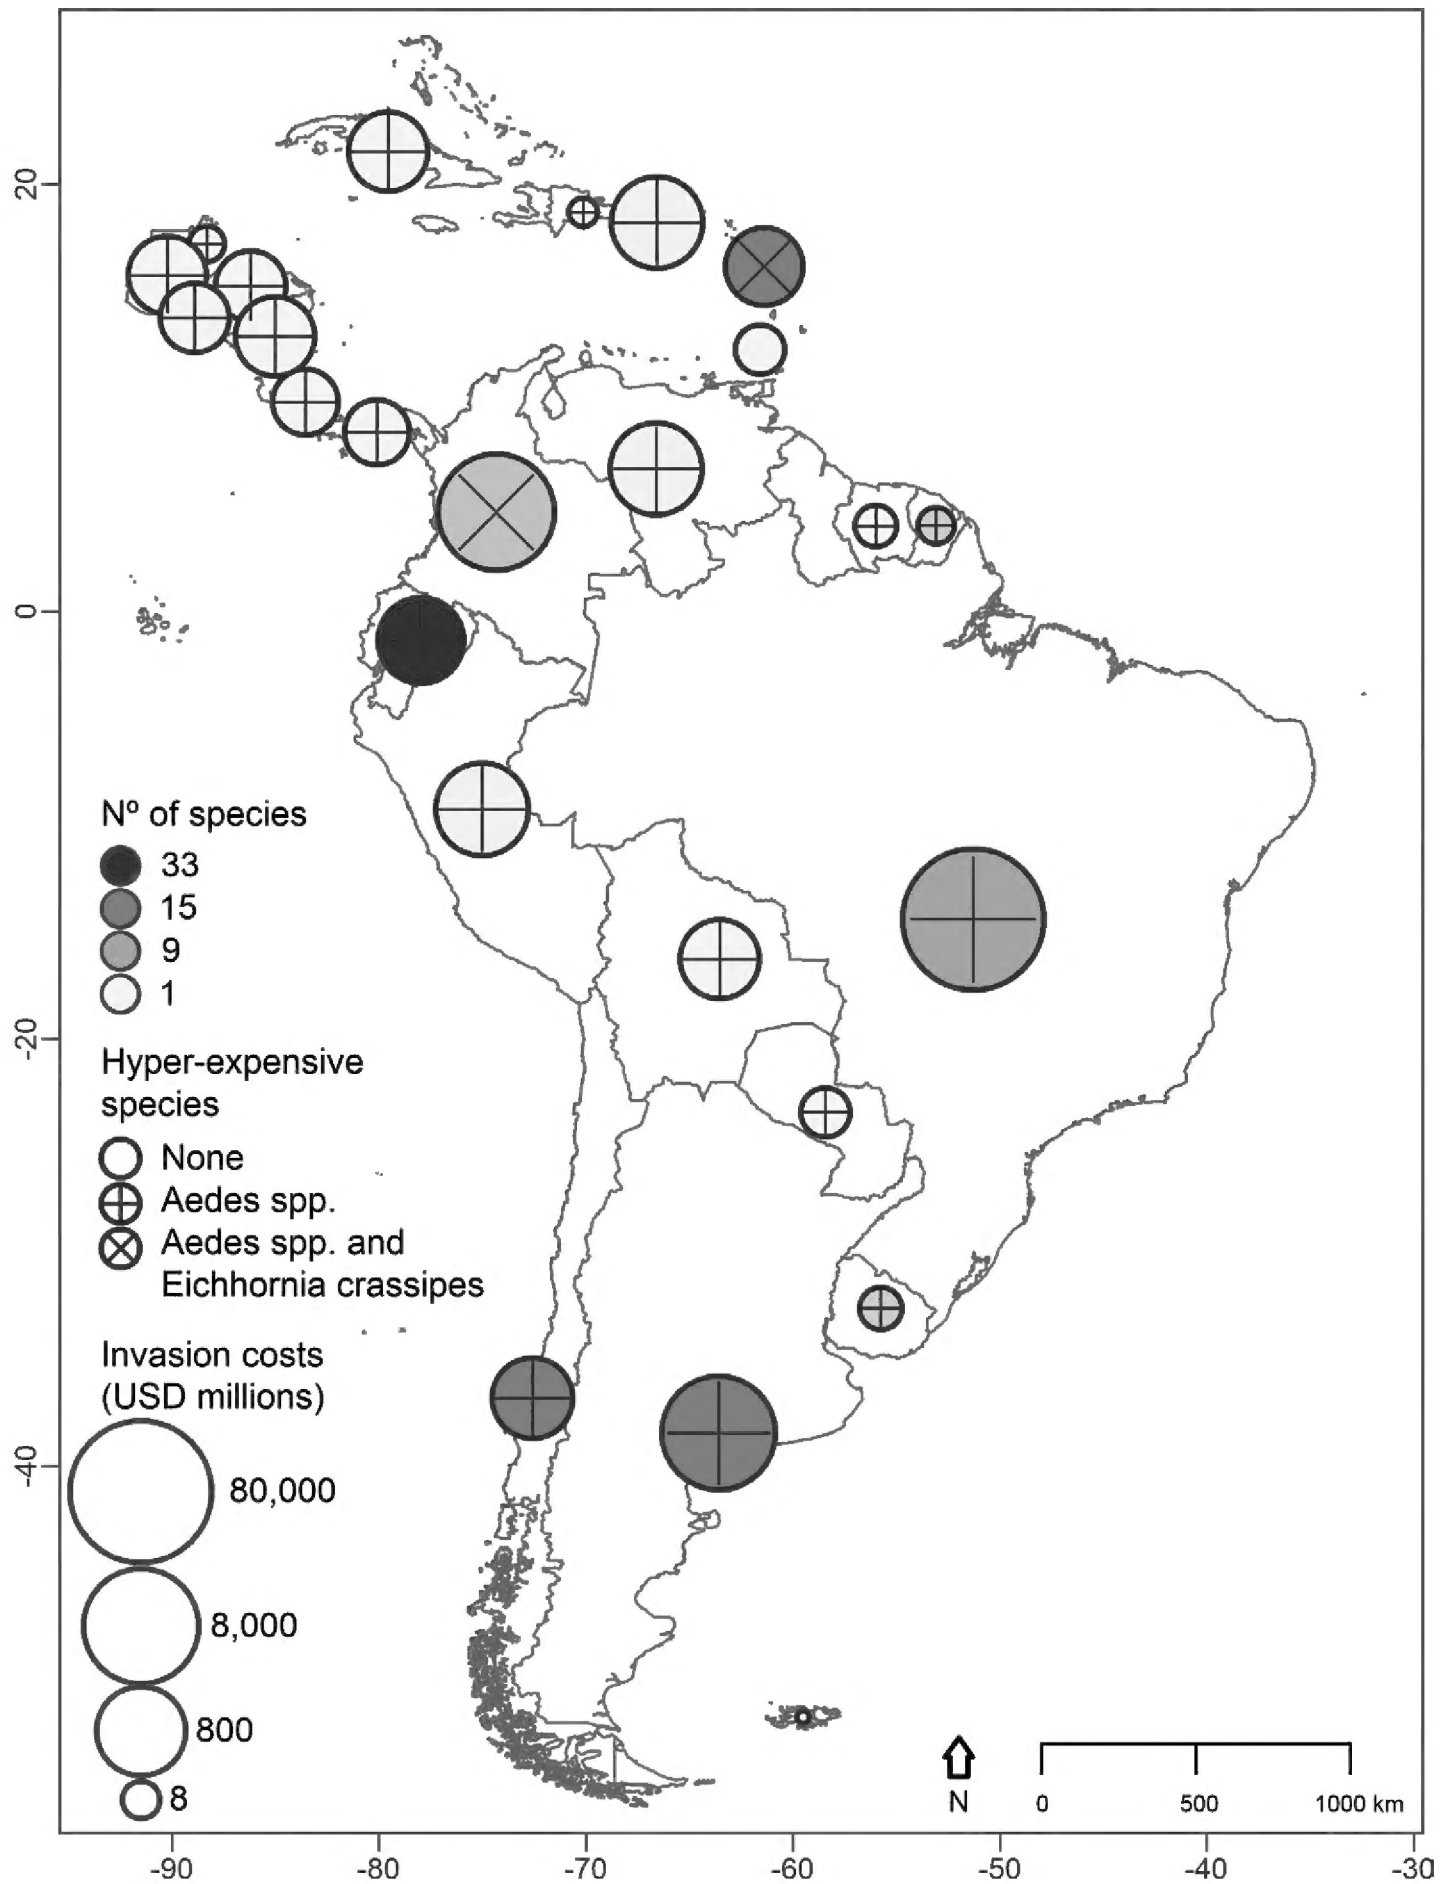 20
0
-20
-40
Nº of species
33
15
9
1
Hyper-expensive
species
None
Aedes spp.
Aedes spp. and
Eichhornia crassipes
Invasion costs
(USD millions)
80,000
8,000
800
8
N
0 500 1000 km
-90 -80 -70 -60 -50 -40 -30